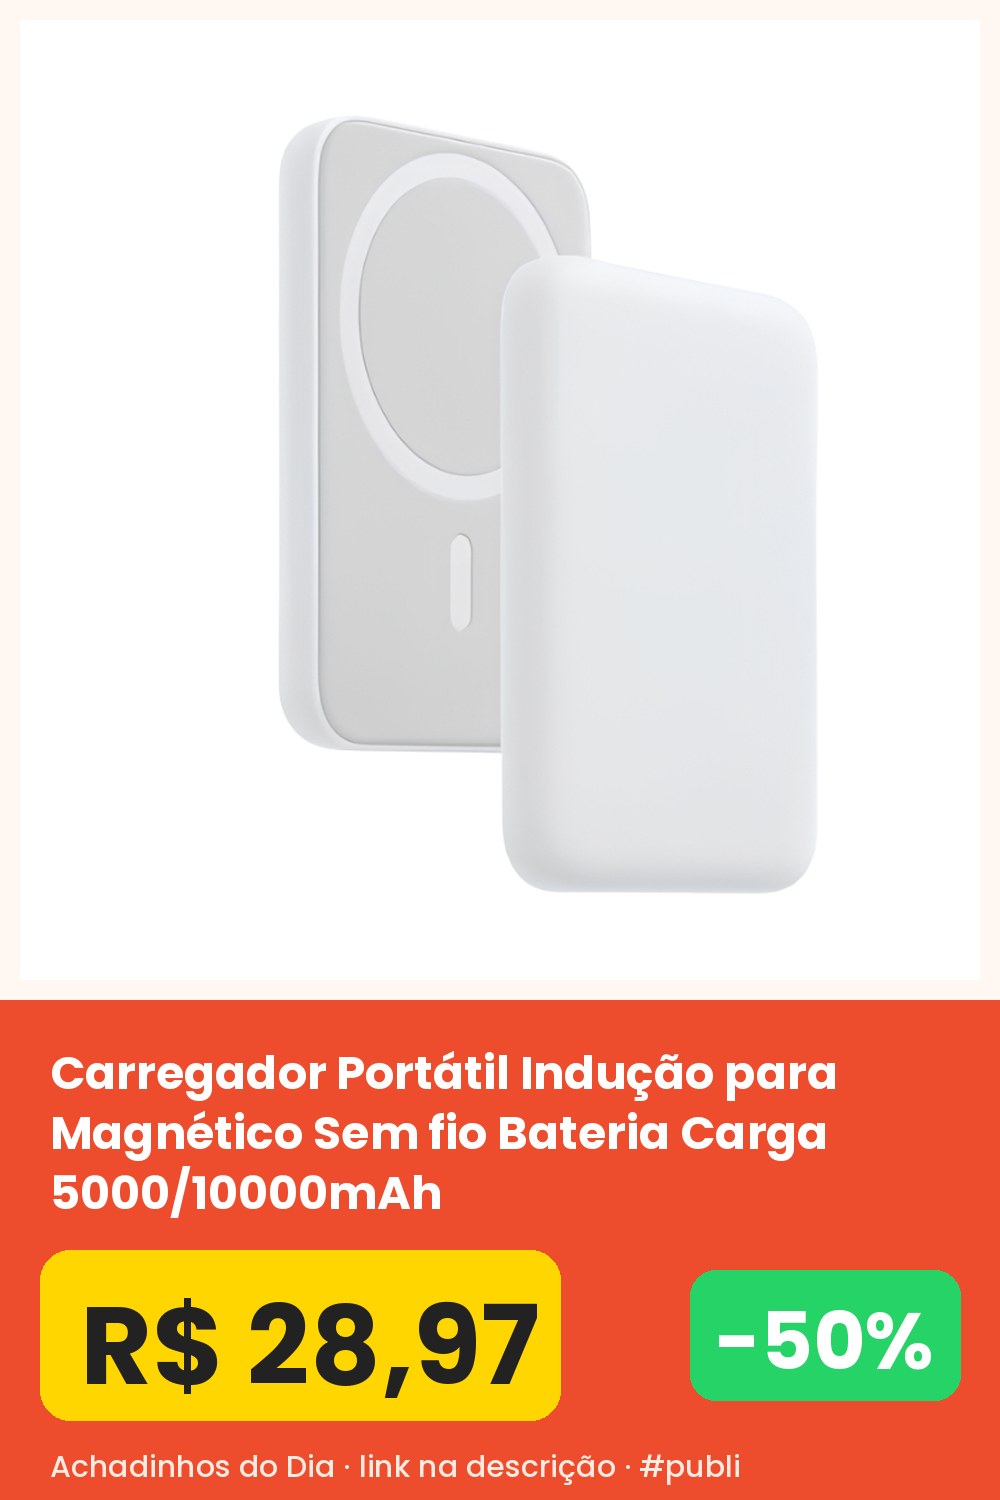 Carregador Portátil Indução para
Magnético Sem fio Bateria Carga
5000/10000mAh
R$ 28,97
-50%
Achadinhos do Dia · link na descrição · #publi